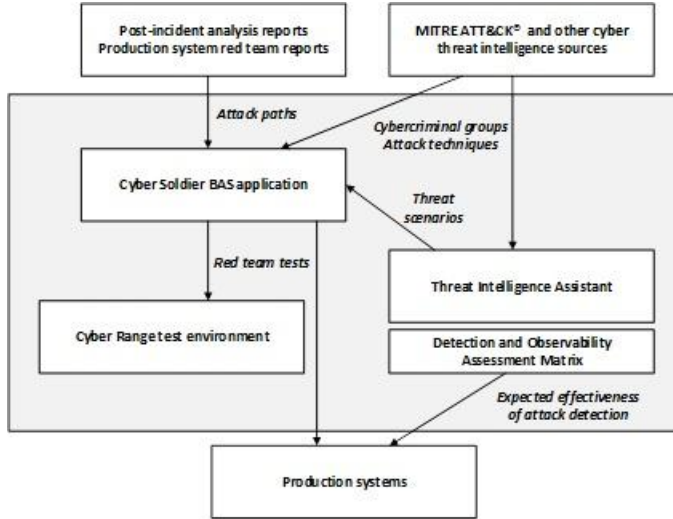 Post-incident analysis reports
Production system red team reports
MITRE ATT&CK® and other cyber
threat intelligence sources
Attack paths
Cybercriminal groups
Attack techniques
Cyber Soldier BAS application
Threat
scenarios
Red team tests
Threat Intelligence Assistant
Cyber Range test environment
Detection and Observability
Assessment Matrix
Expected effectiveness
of attack detection
Production systems